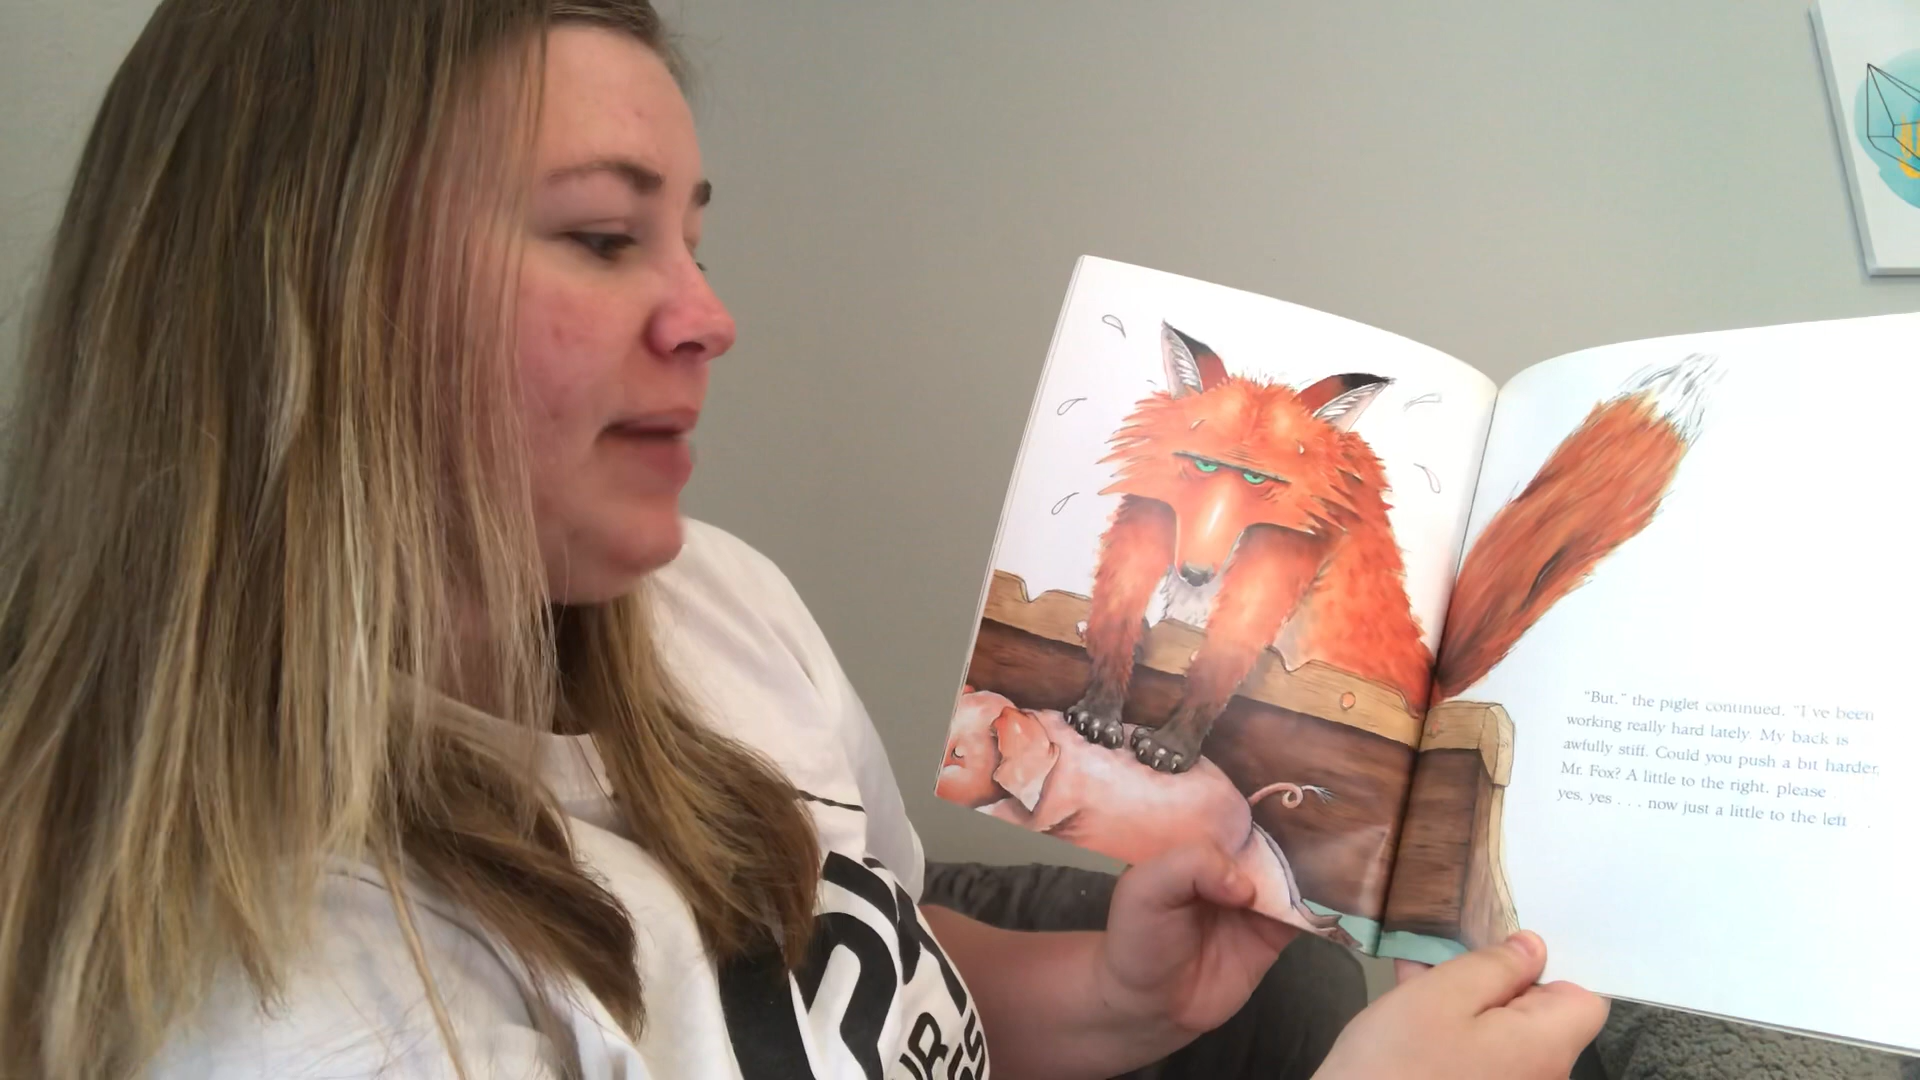 "But," the piglet continued, "I've been
working really hard lately. My back is
awfully stiff. Could you push a bit harder,
Mr. Fox? A little to the right, please . 
yes, yes . . . now just a little to the left . .